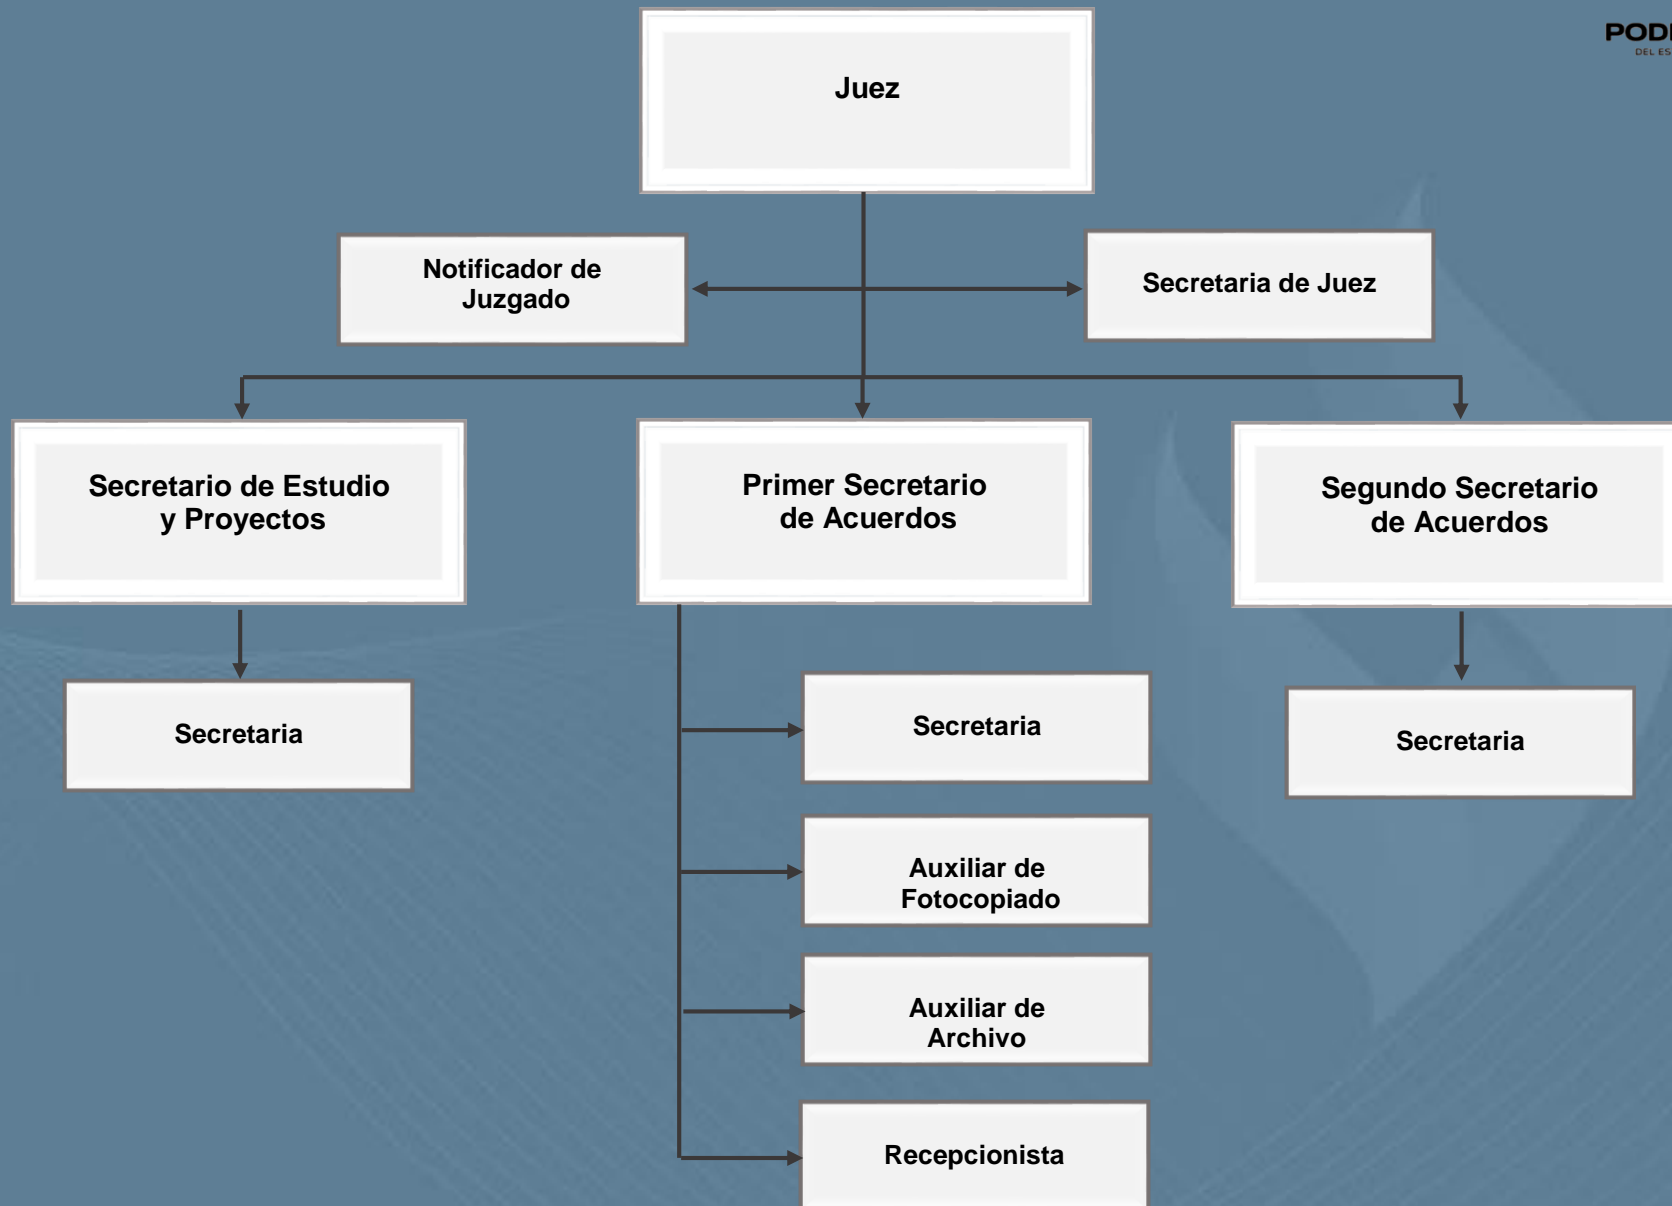 Juez
Notificador de
Juzgado
Secretaria de Juez
Secretario de Estudio
y Proyectos
Primer Secretario
de Acuerdos
Segundo Secretario
de Acuerdos
Secretaria
Secretaria
Secretaria
Auxiliar de
Fotocopiado
Auxiliar de
Archivo
Recepcionista